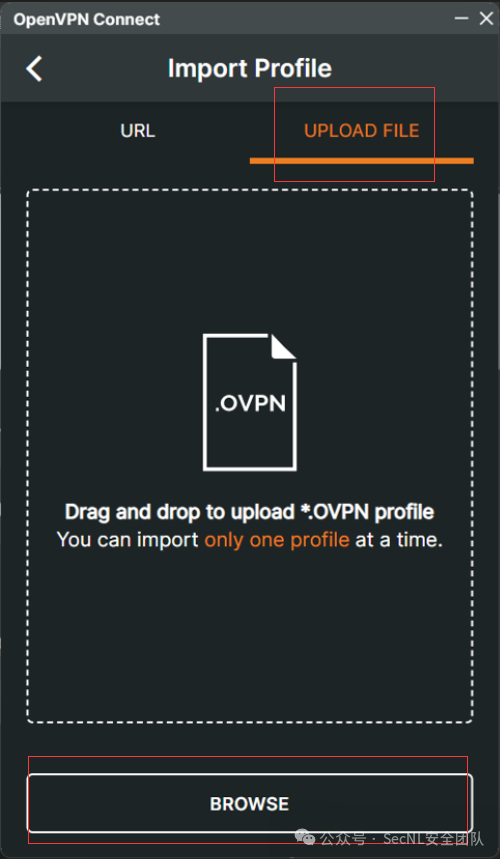 OpenVPN Connect
Import Profile
URL
UPLOAD FILE
.OVPN
Drag and drop to upload *.OVPN profile
You can import only one profile at a time.
BROWSE
公众号 · SecNL安全团队